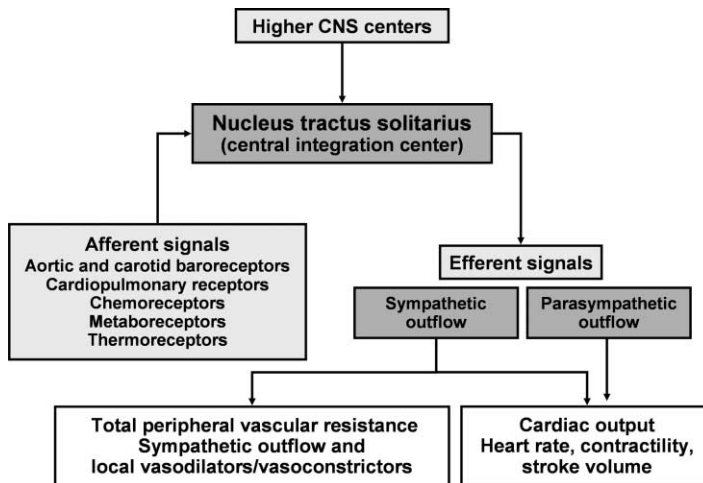 Higher CNS centers
Nucleus tractus solitarius
(central integration center)
Afferent signals
Aortic and carotid baroreceptors
Cardiopulmonary receptors
Chemoreceptors
Metaboreceptors
Thermoreceptors
Efferent signals
Sympathetic
outflow
Parasympathetic
outflow
Total peripheral vascular resistance
Sympathetic outflow and
local vasodilators/vasoconstrictors
Cardiac output
Heart rate, contractility,
stroke volume